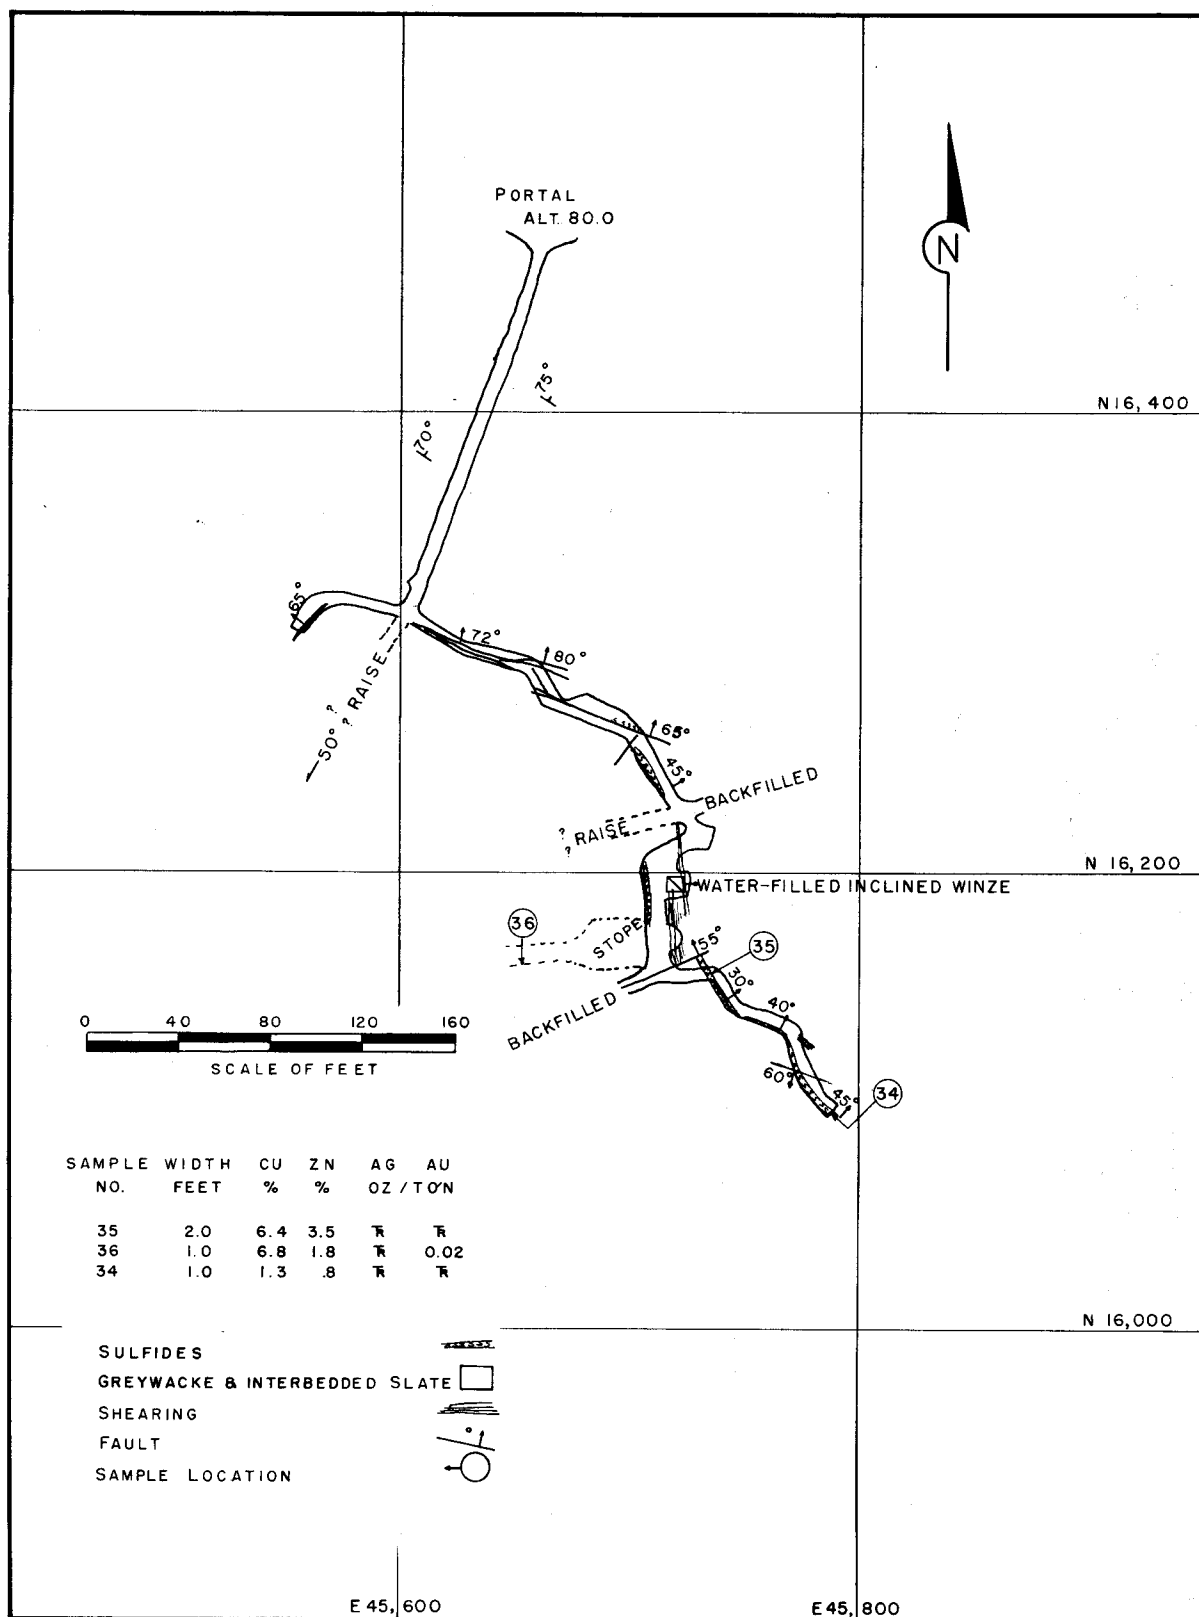 PORTAL
ALT. 80.0
N
75°
N 16, 400
70°
65°
72°
80°
50° ? ? RAISE
65°
45°
BACKFILLED
? ? RAISE
N 16, 200
WATER-FILLED INCLINED WINZE
36
STOPE
55°
35
30°
BACKFILLED
40°
0 40 80 120 160
SCALE OF FEET
60°
45°
34
SAMPLE WIDTH CU ZN AG AU
NO. FEET % % OZ / TON
35 2.0 6.4 3.5 TR TR
36 1.0 6.8 1.8 TR 0.02
34 1.0 1.3 .8 TR TR
N 16,000
SULFIDES
GREYWACKE & INTERBEDDED SLATE
SHEARING
FAULT °
SAMPLE LOCATION
E 45, 600
E 45, 800